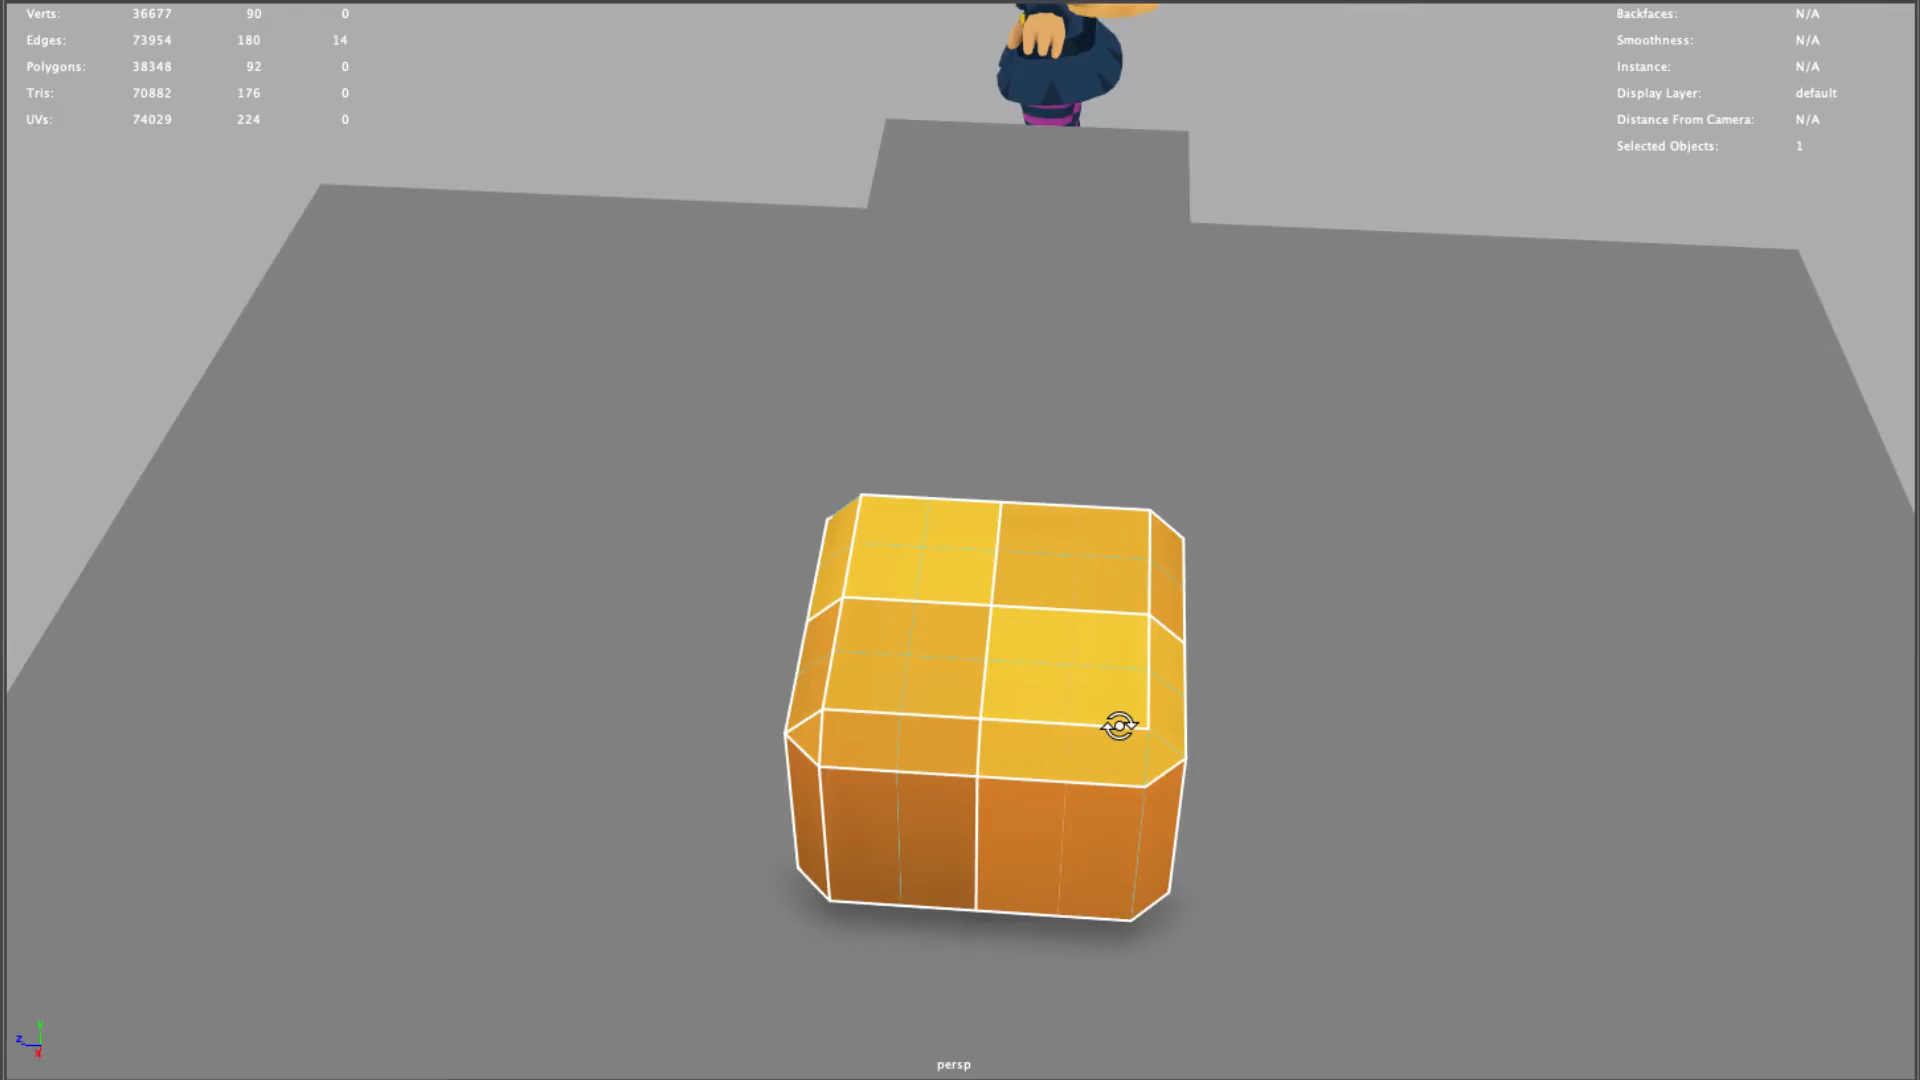 Verts: 36677 90 0
Edges: 73954 180 14
Polygons: 38348 92 0
Tris: 70882 176 0
UVs: 74029 224 0
Backfaces: N/A
Smoothness: N/A
Instance: N/A
Display Layer: default
Distance From Camera: N/A
Selected Objects: 1
Y
Z
X
persp